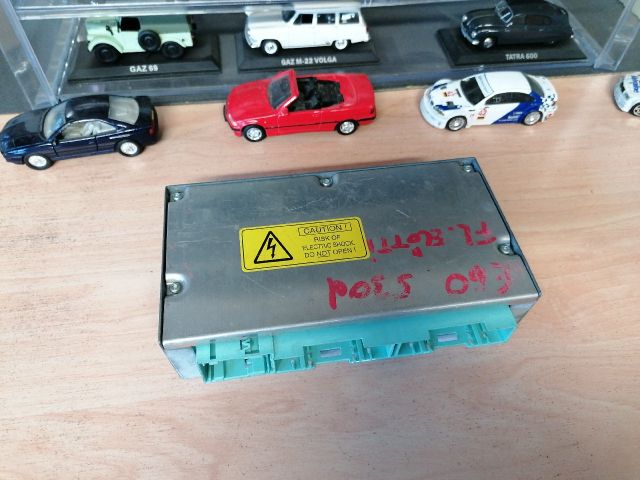 GAZ 69
GAZ M-22 VOLGA
TATRA 600
CAUTION !
RISK OF
ELECTRIC SHOCK
DO NOT OPEN !
E60 530d